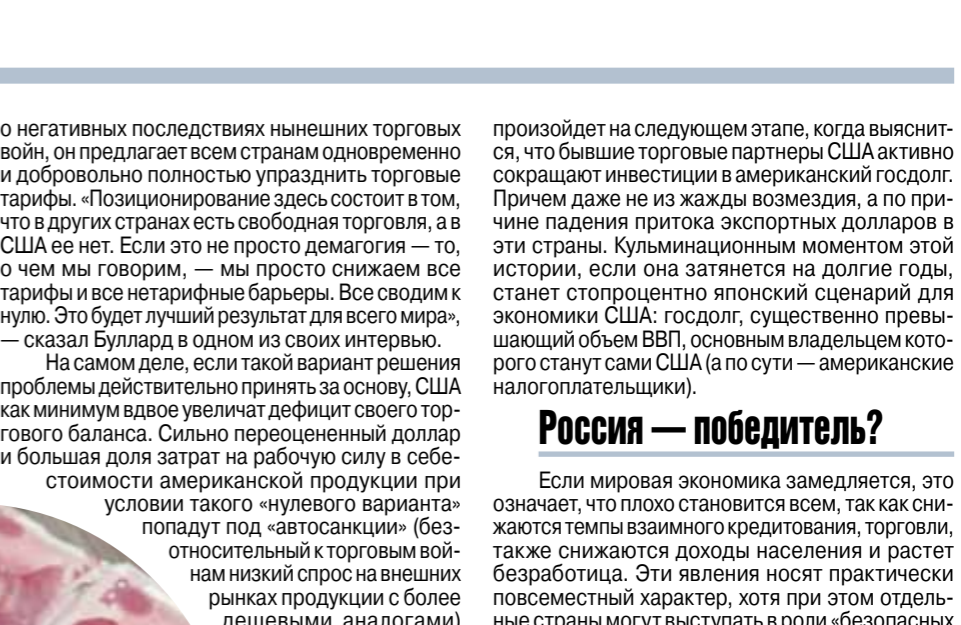 о негативных последствиях нынешних торговых
войн, он предлагает всем странам одновременно
и добровольно полностью упразднить торговые
тарифы. «Позиционирование здесь состоит в том,
что в других странах есть свободная торговля, а в
США ее нет. Если это не просто демагогия — то,
о чем мы говорим, — мы просто снижаем все
тарифы и все нетарифные барьеры. Все сводим к
нулю. Это будет лучший результат для всего мира»,
— сказал Буллард в одном из своих интервью.
На самом деле, если такой вариант решения
проблемы действительно принять за основу, США
как минимум вдвое увеличат дефицит своего тор-
гового баланса. Сильно переоцененный доллар
и большая доля затрат на рабочую силу в себе-
стоимости американской продукции при
условии такого «нулевого варианта»
попадут под «автосанкции» (без-
относительный к торговым вой-
нам низкий спрос на внешних
рынках продукции с более
дешевыми аналогами)
произойдет на следующем этапе, когда выяснит-
ся, что бывшие торговые партнеры США активно
сокращают инвестиции в американский госдолг.
Причем даже не из жажды возмездия, а по при-
чине падения притока экспортных долларов в
эти страны. Кульминационным моментом этой
истории, если она затянется на долгие годы,
станет стопроцентно японский сценарий для
экономики США: госдолг, существенно превы-
шающий объем ВВП, основным владельцем кото-
рого станут сами США (а по сути — американские
налогоплательщики).
Россия — победитель?
Если мировая экономика замедляется, это
означает, что плохо становится всем, так как сни-
жаются темпы взаимного кредитования, торговли,
также снижаются доходы населения и растет
безработица. Эти явления носят практически
повсеместный характер, хотя при этом отдель-
ные страны могут выступать в роли «безопасных